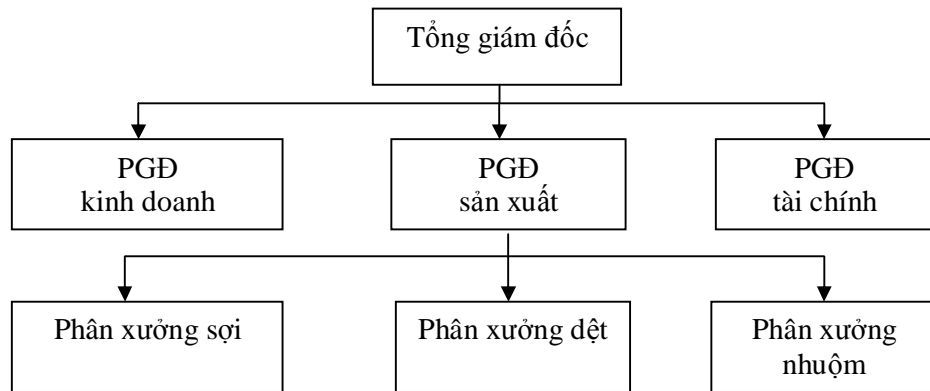 Tổng giám đốc
PGĐ
kinh doanh
PGĐ
sản xuất
PGĐ
tài chính
Phân xưởng sợi
Phân xưởng dệt
Phân xưởng
nhuộm